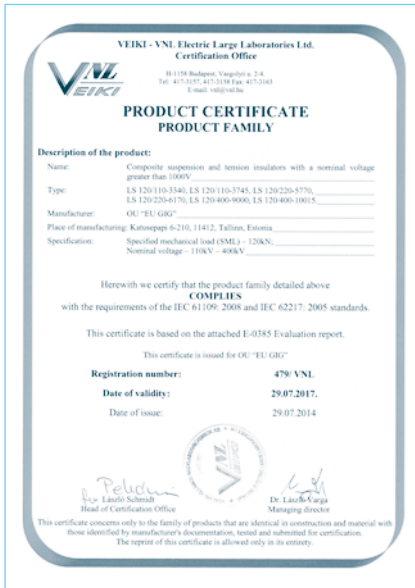 VEIKI - VNL Electric Large Laboratories Ltd.
Certification Office
VNL
VEIKI
H-1158 Budapest, Vasgolyó u. 2-4.
Tel: 417-3157, 417-3158 Fax: 417-3163
E-mail: vnl@vnl.hu
PRODUCT CERTIFICATE
PRODUCT FAMILY
Description of the product:
Name: Composite suspension and tension insulators with a nominal voltage
greater than 1000V
Type: LS 120/110-3340, LS 120/110-3745, LS 120/220-5770,
LS 120/220-6170, LS 120/400-9000, LS 120/400-10015
Manufacturer: OU "EU GIG"
Place of manufacturing: Katusepapi 6-210, 11412, Tallinn, Estonia
Specification: Specified mechanical load (SML) – 120kN;
Nominal voltage – 110kV – 400kV
Herewith we certify that the product family detailed above
COMPLIES
with the requirements of the IEC 61109: 2008 and IEC 62217: 2005 standards.
This certificate is based on the attached E-0385 Evaluation report.
This certificate is issued for OU "EU GIG"
Registration number: 479/ VNL
Date of validity: 29.07.2017.
Date of issue: 29.07.2014
VNL
VEIKI
László Schmidt
Head of Certification Office
Dr. László Varga
Managing director
This certificate concerns only to the family of products that are identical in construction and material with
those identified by manufacturer's documentation, tested and submitted for certification.
The reprint of this certificate is allowed only in its entirety.